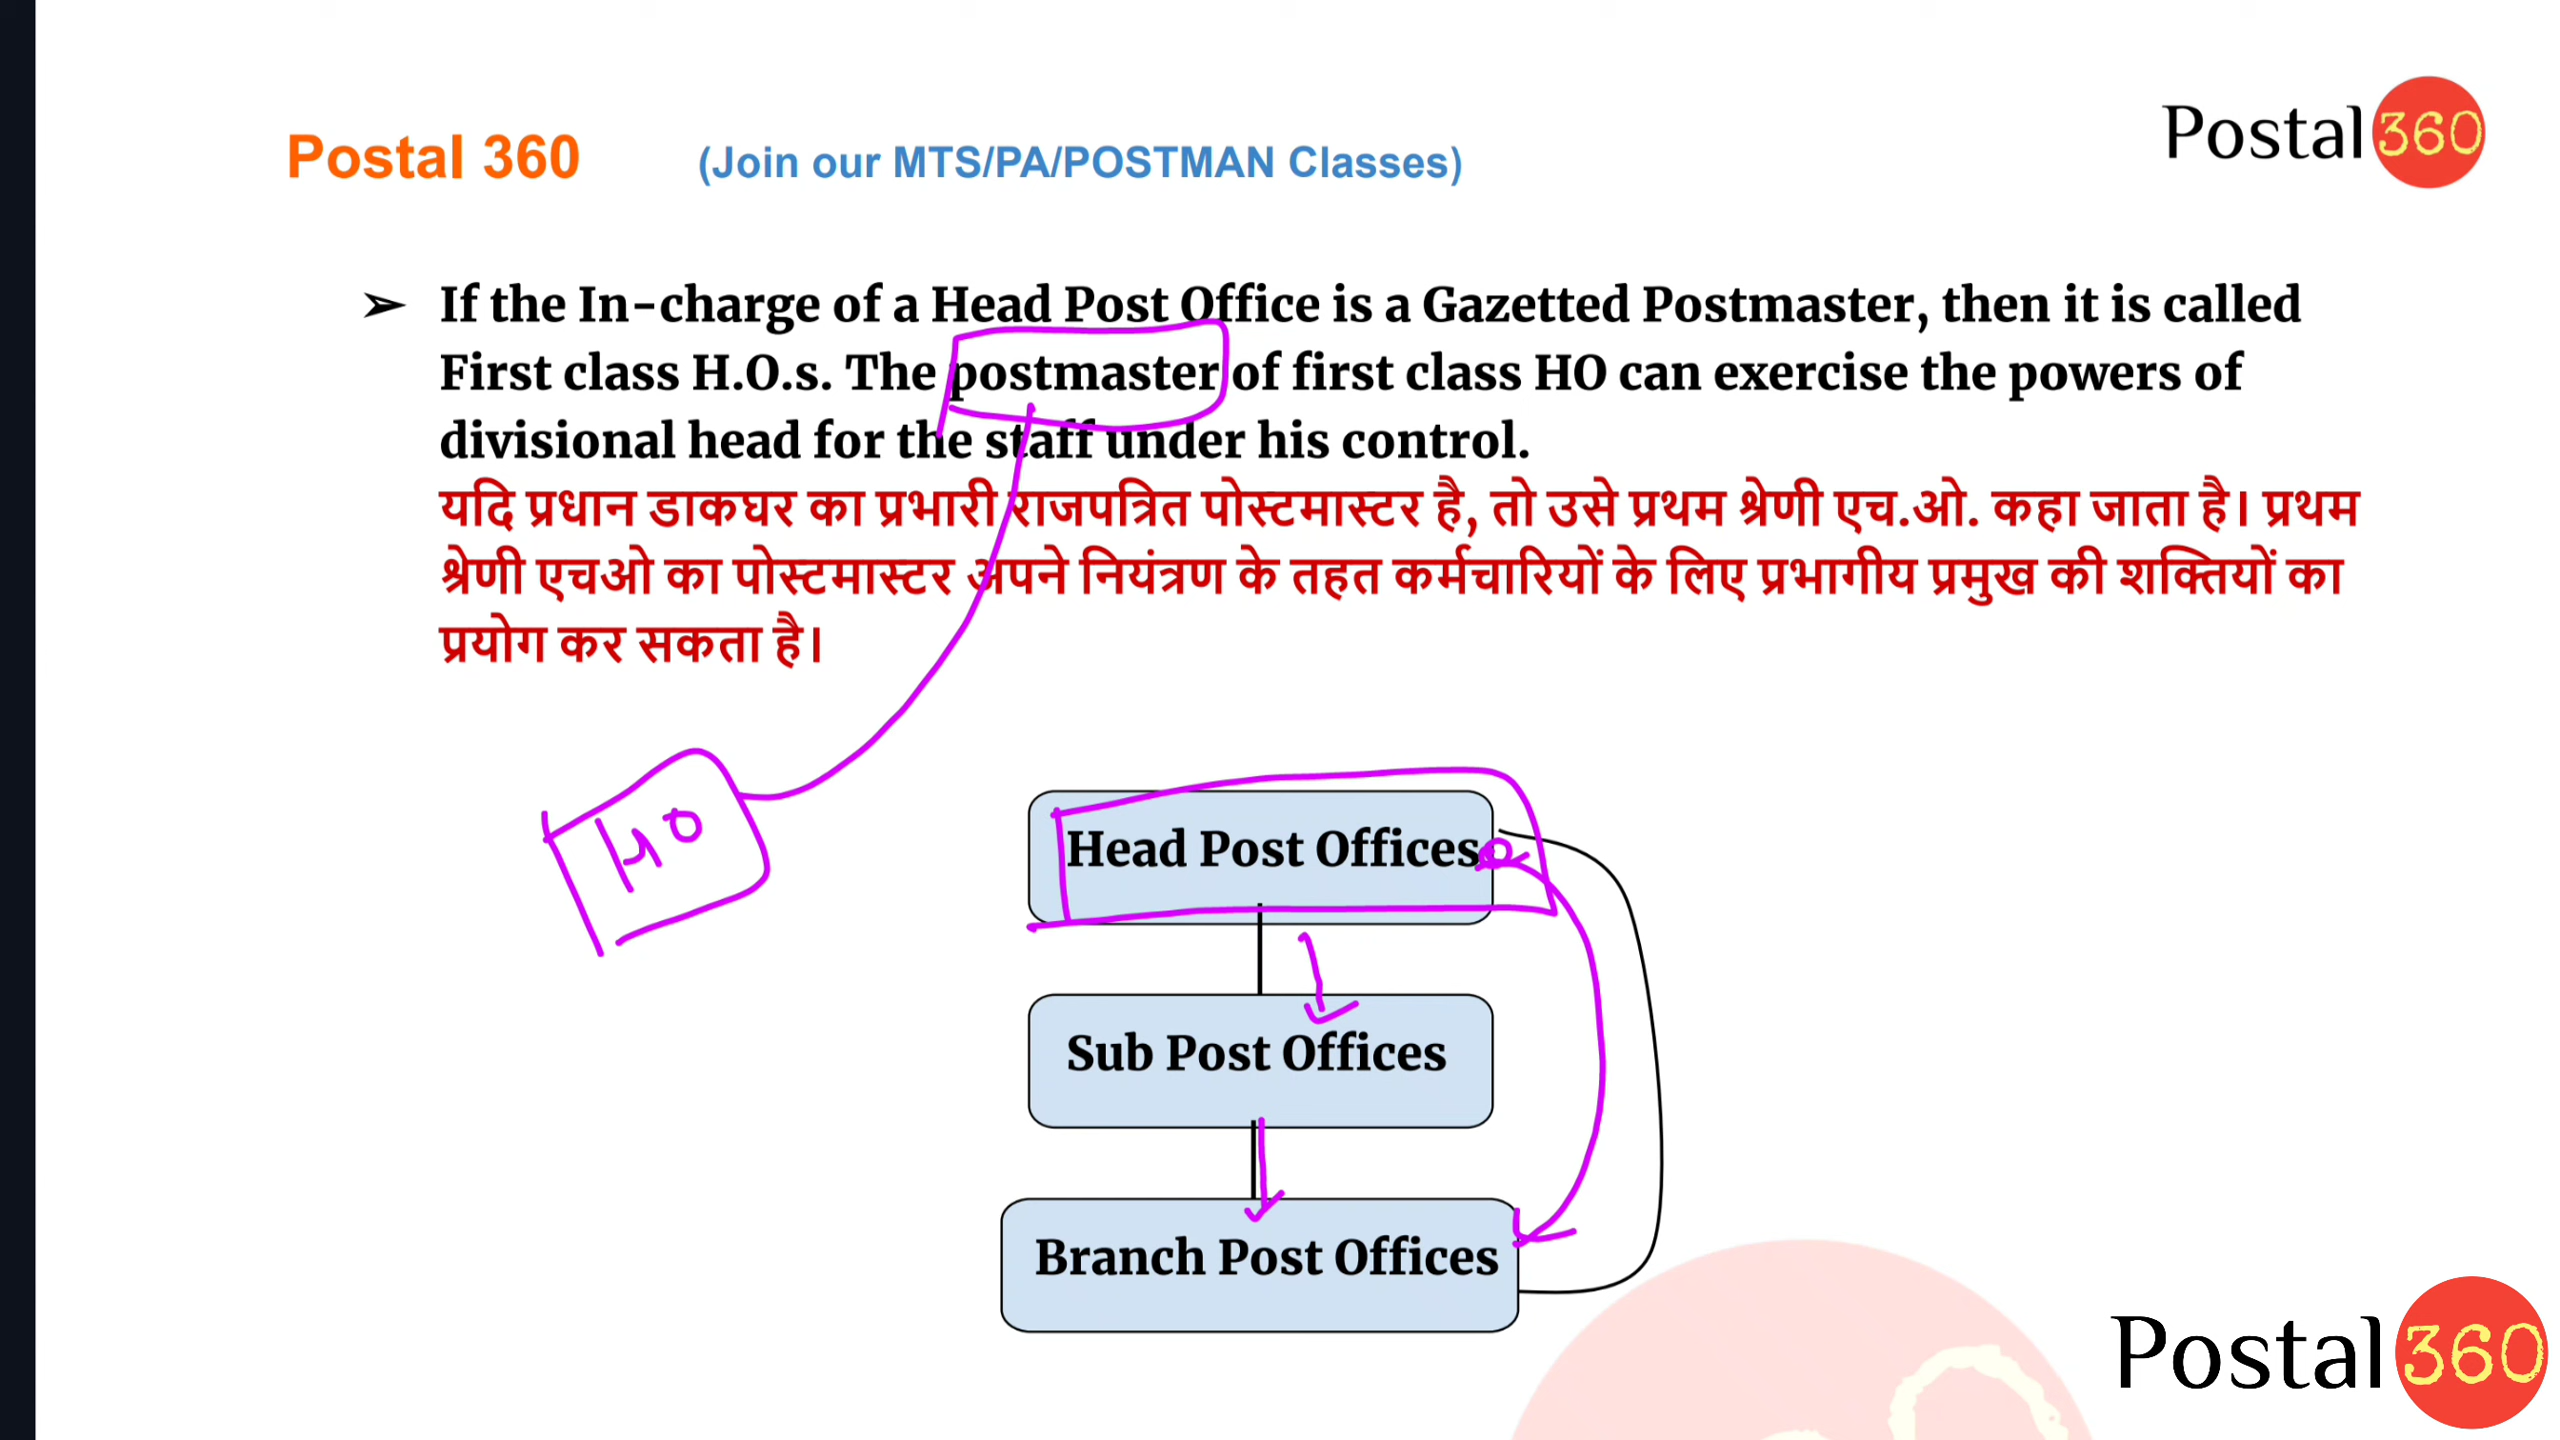 Postal 360 (Join our MTS/PA/POSTMAN Classes)
Postal 360
➢ If the In-charge of a Head Post Office is a Gazetted Postmaster, then it is called
First class H.O.s. The postmaster of first class HO can exercise the powers of
divisional head for the staff under his control.
यदि प्रधान डाकघर का प्रभारी राजपत्रित पोस्टमास्टर है, तो उसे प्रथम श्रेणी एच.ओ. कहा जाता है। प्रथम
श्रेणी एचओ का पोस्टमास्टर अपने नियंत्रण के तहत कर्मचारियों के लिए प्रभागीय प्रमुख की शक्तियों का
प्रयोग कर सकता है।
HO
Head Post Offices
Sub Post Offices
Branch Post Offices
Postal 360